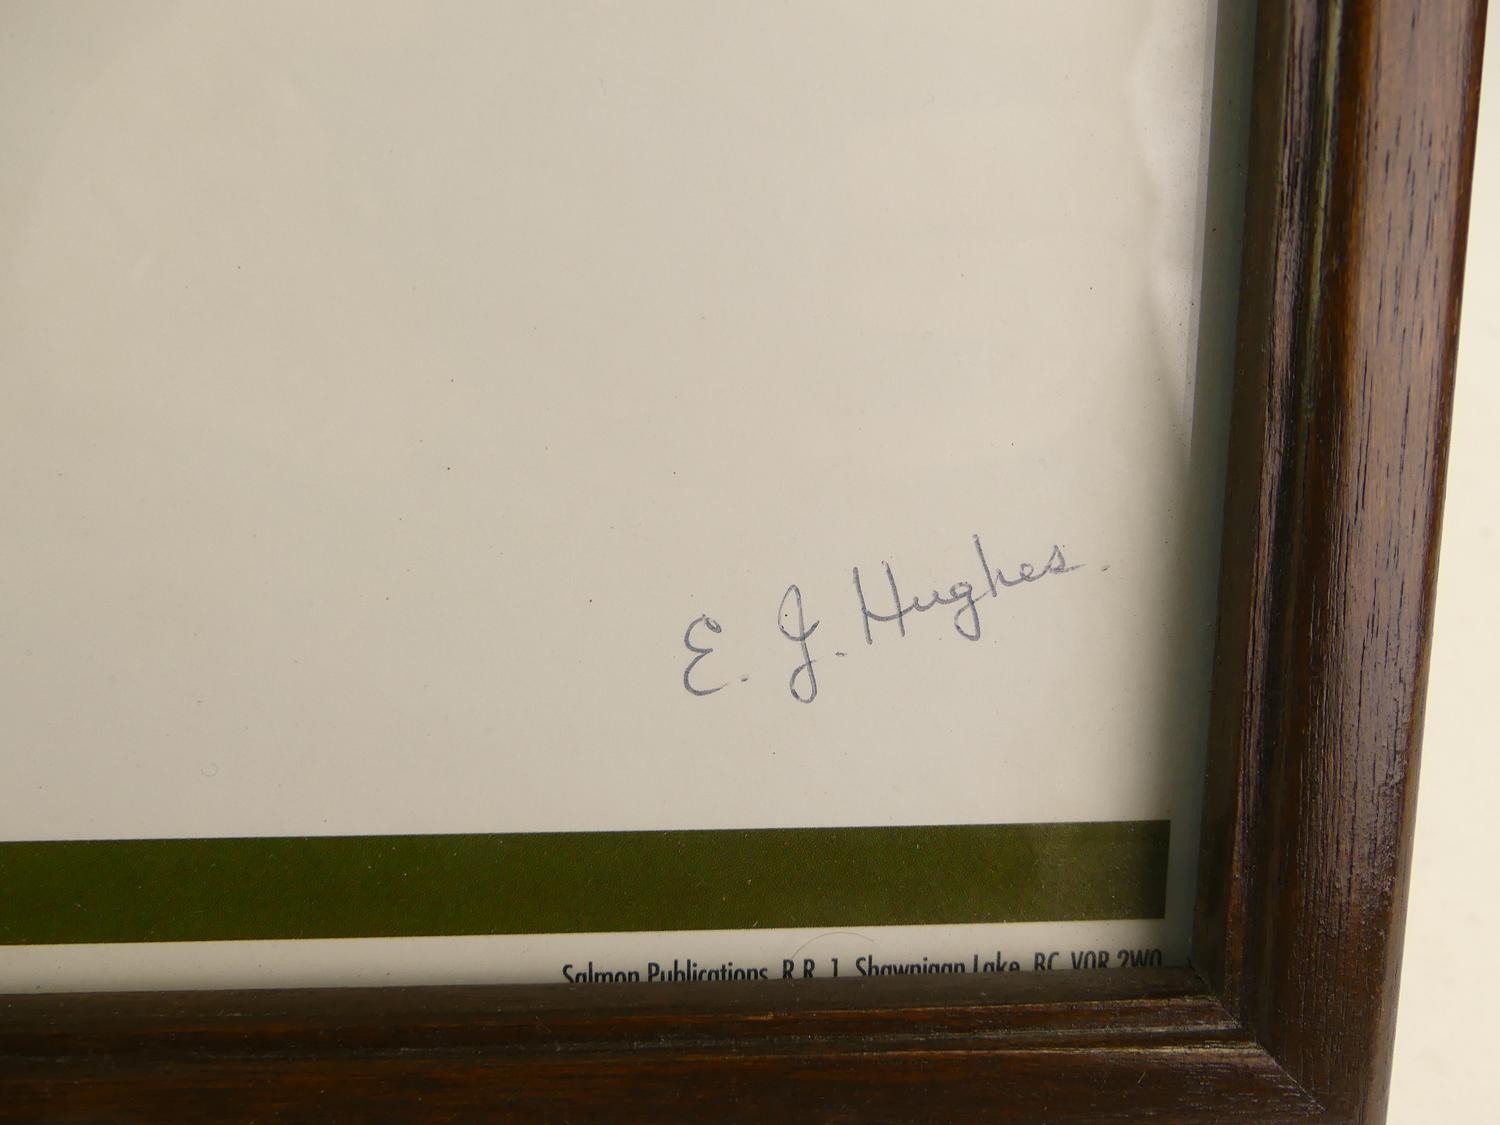 E. J. Hughes.
Salmon Publications, R.R. 1, Shawnigan Lake, BC V0R 2W0